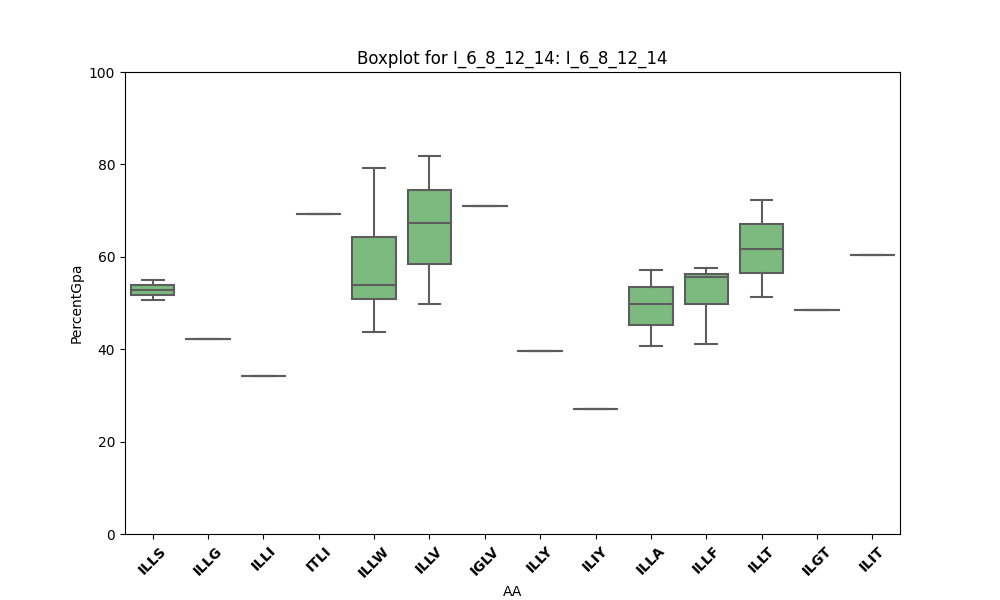 Boxplot for I_6_8_12_14: I_6_8_12_14
100
80
60
40
20
0
PercentGpa
ILLS ILLG ILLI ITLI ILLW ILLV IGLV ILLY ILIY ILLA ILLF ILLT ILGT ILIT
AA